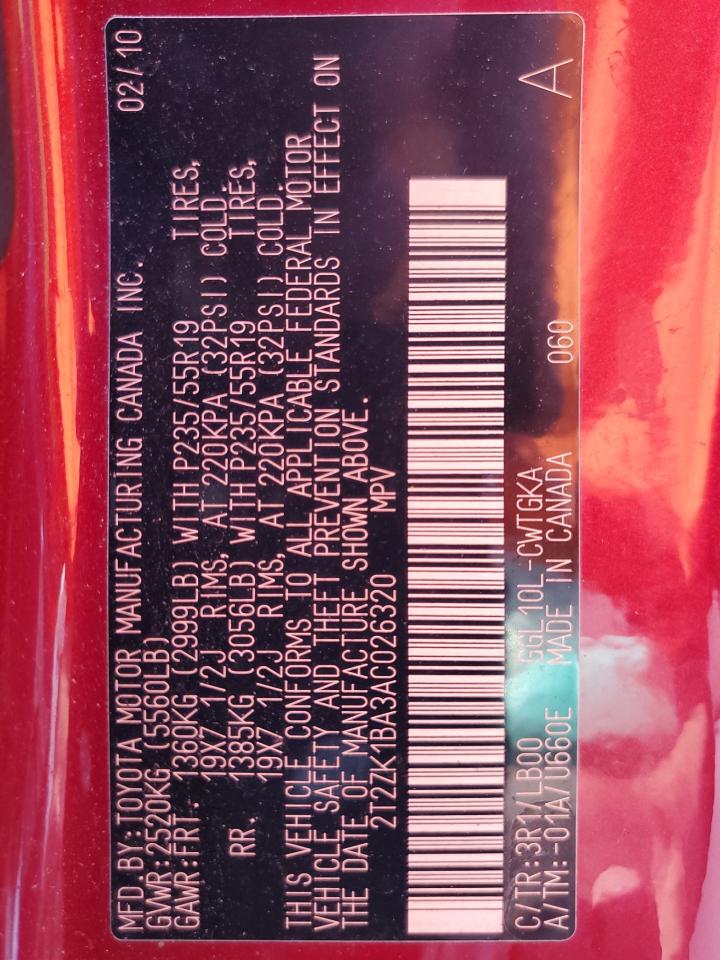 MFD BY:TOYOTA MOTOR MANUFACTURING CANADA INC. 02/10
GVWR:2520KG (5560LB)
GAWR:FRT. 1360KG (2999LB) WITH P235/55R19 TIRES,
19X7 1/2J RIMS, AT 220KPA (32PSI) COLD.
RR. 1385KG (3056LB) WITH P235/55R19 TIRES,
19X7 1/2J RIMS, AT 220KPA (32PSI) COLD.
THIS VEHICLE CONFORMS TO ALL APPLICABLE FEDERAL MOTOR
VEHICLE SAFETY AND THEFT PREVENTION STANDARDS IN EFFECT ON
THE DATE OF MANUFACTURE SHOWN ABOVE.
2T2ZK1BA3AC026320 MPV
C/TR:3R1/LB00 GGL10L-CWTGKA 060 A
A/TM:-01A/U660E MADE IN CANADA